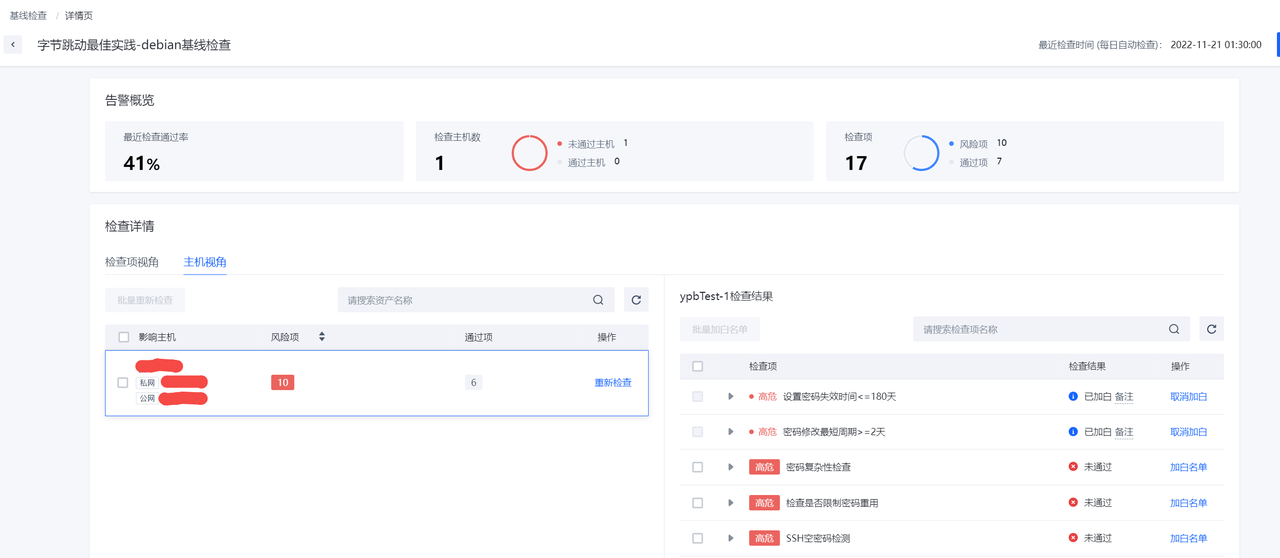 基线检查 / 详情页
字节跳动最佳实践-debian基线检查
最近检查时间 (每日自动检查)： 2022-11-21 01:30:00
告警概览
最近检查通过率
41%
检查主机数
1
未通过主机 1
通过主机 0
检查项
17
风险项 10
通过项 7
检查详情
检查项视角 主机视角
批量重新检查 请搜索资产名称
影响主机 风险项 通过项 操作
私网
公网
10 6 重新检查
ypbTest-1检查结果
批量加白名单 请搜索检查项名称
检查项 检查结果 操作
高危 设置密码失效时间<=180天 已加白 备注 取消加白
高危 密码修改最短周期>=2天 已加白 备注 取消加白
高危 密码复杂性检查 未通过 加白名单
高危 检查是否限制密码重用 未通过 加白名单
高危 SSH空密码检测 未通过 加白名单